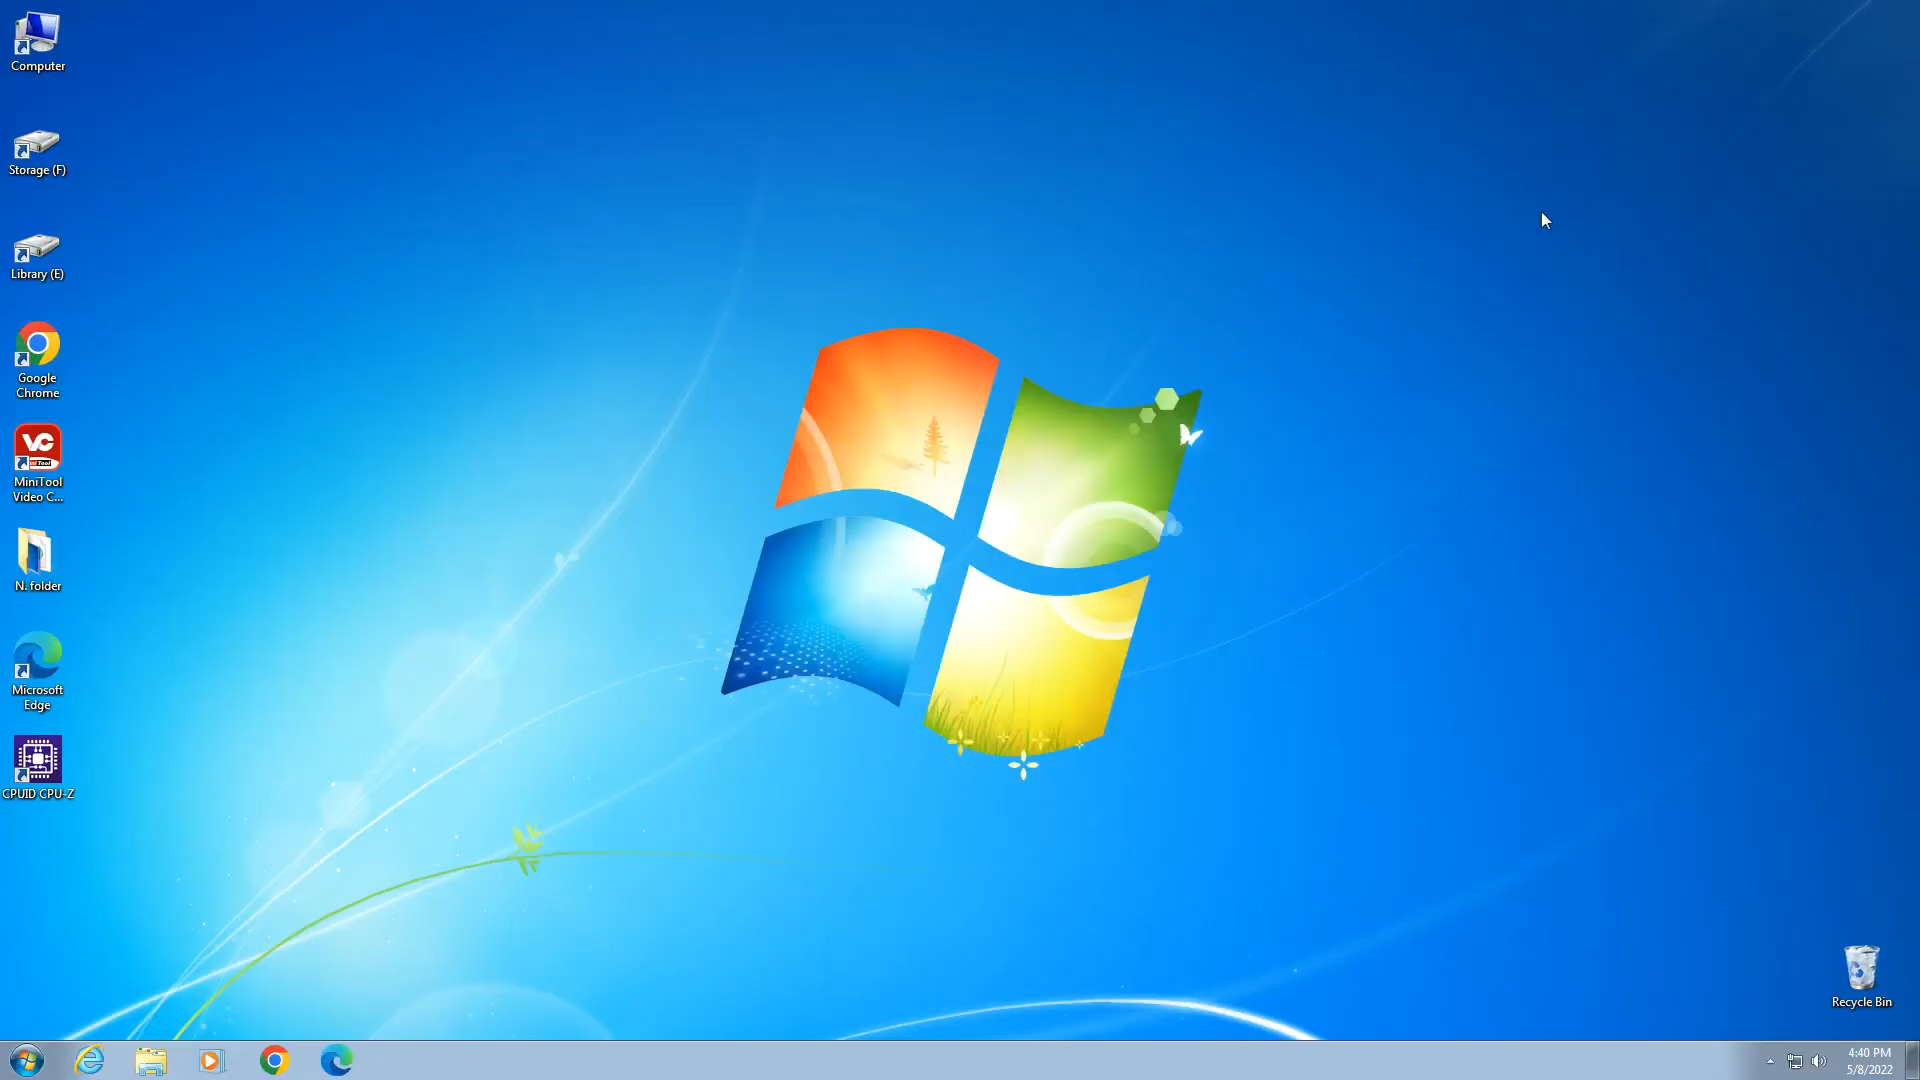 Computer
Storage (F)
Library (E)
Google
Chrome
VC
MiniTool
Video C...
N. folder
Microsoft
Edge
CPUID CPU-Z
Recycle Bin
4:40 PM
5/8/2022